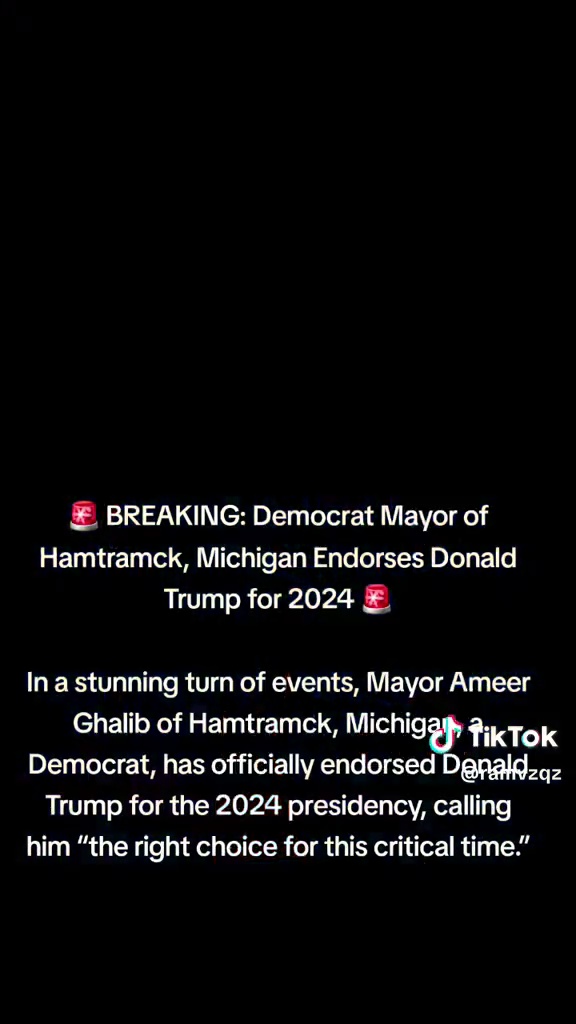 🚨 BREAKING: Democrat Mayor of
Hamtramck, Michigan Endorses Donald
Trump for 2024 🚨
In a stunning turn of events, Mayor Ameer
Ghalib of Hamtramck, Michigan, a
Democrat, has officially endorsed Donald
Trump for the 2024 presidency, calling
him “the right choice for this critical time.”
TikTok
@ramvzqz